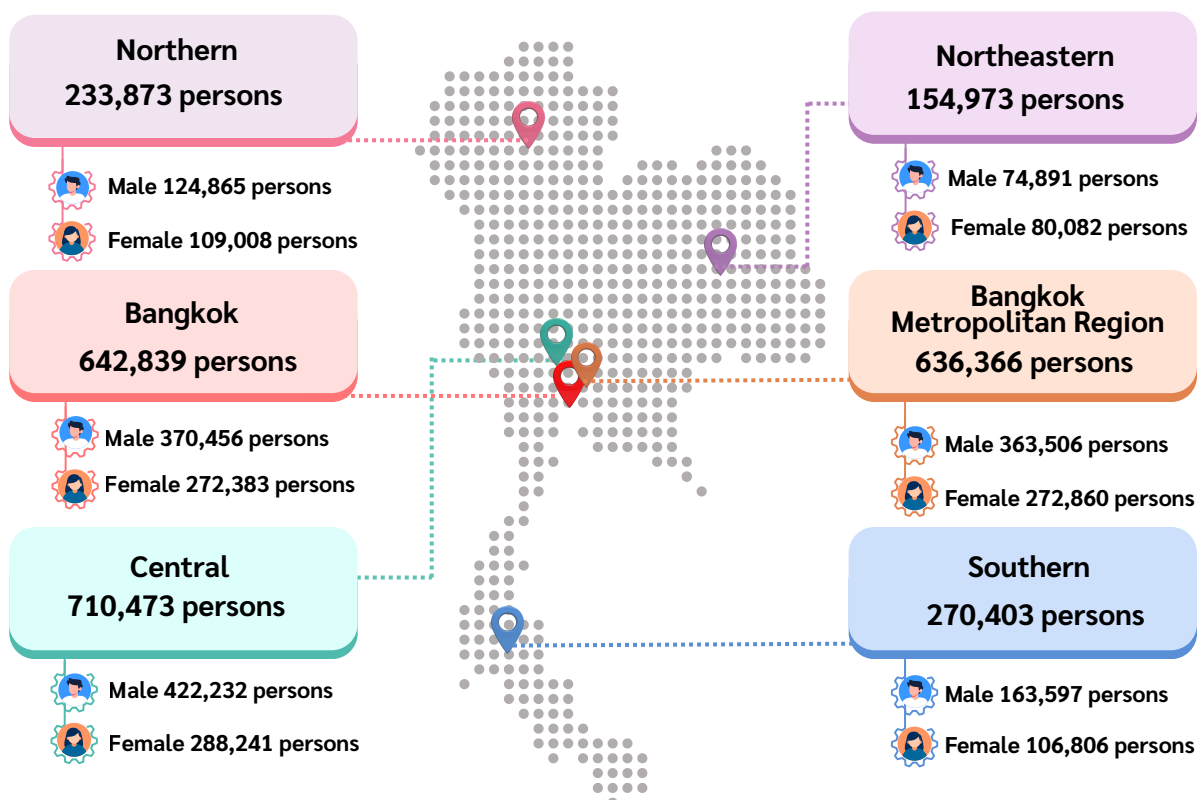 Northern
233,873 persons
Male 124,865 persons
Female 109,008 persons
Northeastern
154,973 persons
Male 74,891 persons
Female 80,082 persons
Bangkok
642,839 persons
Male 370,456 persons
Female 272,383 persons
Bangkok
Metropolitan Region
636,366 persons
Male 363,506 persons
Female 272,860 persons
Central
710,473 persons
Male 422,232 persons
Female 288,241 persons
Southern
270,403 persons
Male 163,597 persons
Female 106,806 persons